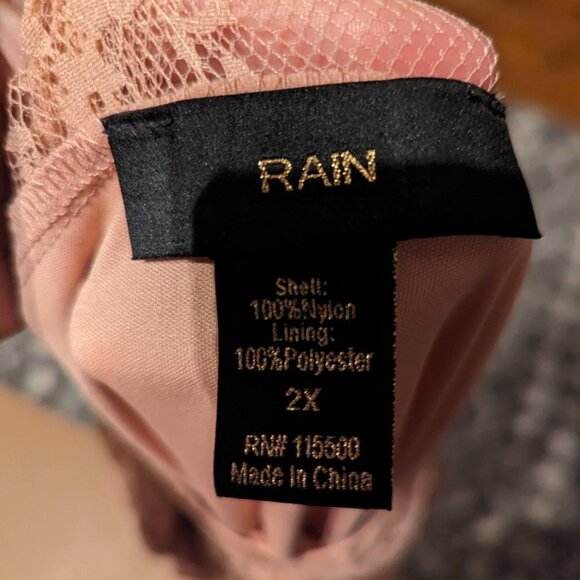 RAIN
Shell:
100%Nylon
Lining:
100%Polyester
2X
RN# 115500
Made In China